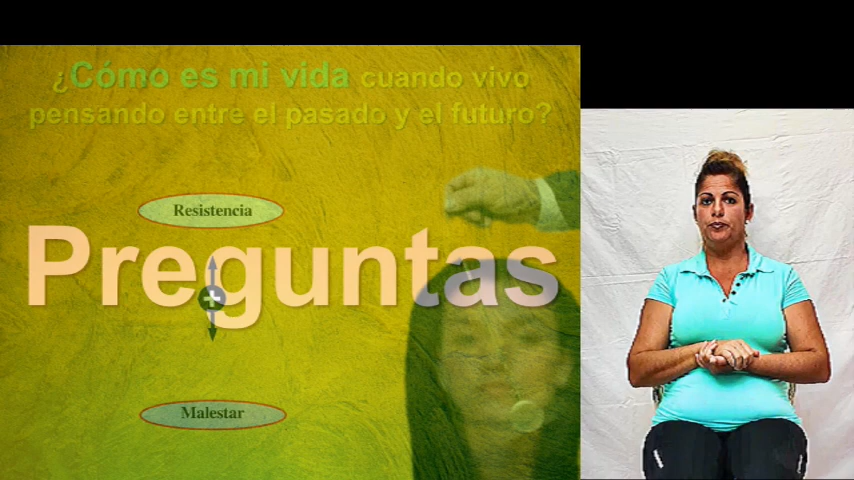 ¿Cómo es mi vida cuando vivo
pensando entre el pasado y el futuro?
Resistencia
Preguntas
Malestar